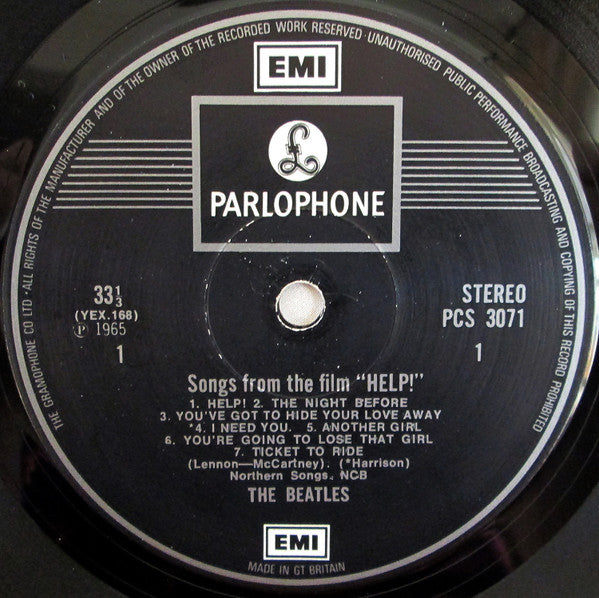 THE GRAMOPHONE CO LTD · ALL RIGHTS OF THE MANUFACTURER AND OF THE OWNER OF THE RECORDED WORK RESERVED · UNAUTHORISED PUBLIC PERFORMANCE BROADCASTING AND COPYING OF THIS RECORD PROHIBITED
EMI
£
PARLOPHONE
33⅓
(YEX.168)
Ⓟ 1965
1
STEREO
PCS 3071
1
Songs from the film "HELP!"
1. HELP! 2. THE NIGHT BEFORE
3. YOU'VE GOT TO HIDE YOUR LOVE AWAY
*4. I NEED YOU. 5. ANOTHER GIRL
6. YOU'RE GOING TO LOSE THAT GIRL
7. TICKET TO RIDE
(Lennon—McCartney). (*Harrison)
Northern Songs. NCB
THE BEATLES
EMI
MADE IN GT BRITAIN